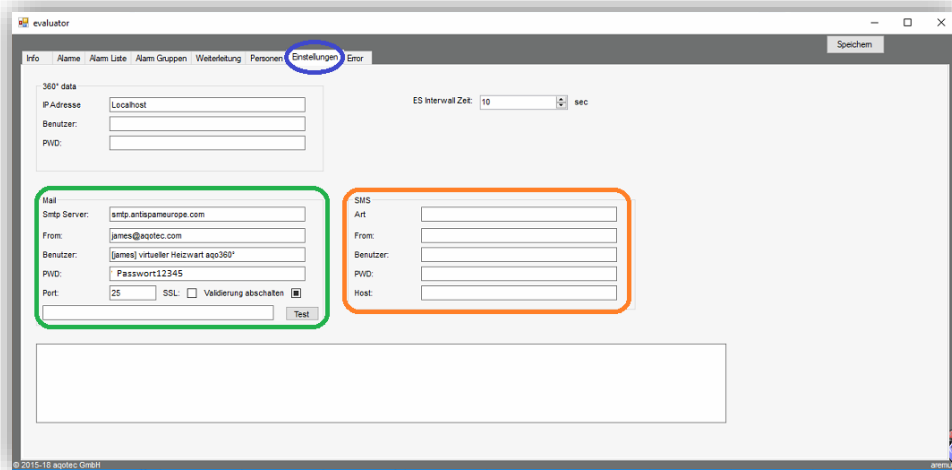 evaluator
Speichern
Info Alarme Alarm Liste Alarm Gruppen Weiterleitung Personen Einstellungen Error
360° data
IP Adresse Localhost
Benutzer:
PWD:
ES Interwall Zeit: 10 sec
Mail
Smtp Server: smtp.antispameurope.com
From: james@aqotec.com
Benutzer: [james] virtueller Heizwart aqo360°
PWD: Passwort12345
Port: 25 SSL: Validierung abschalten
Test
SMS
Art
From:
Benutzer:
PWD:
Host:
© 2015-18 aqotec GmbH